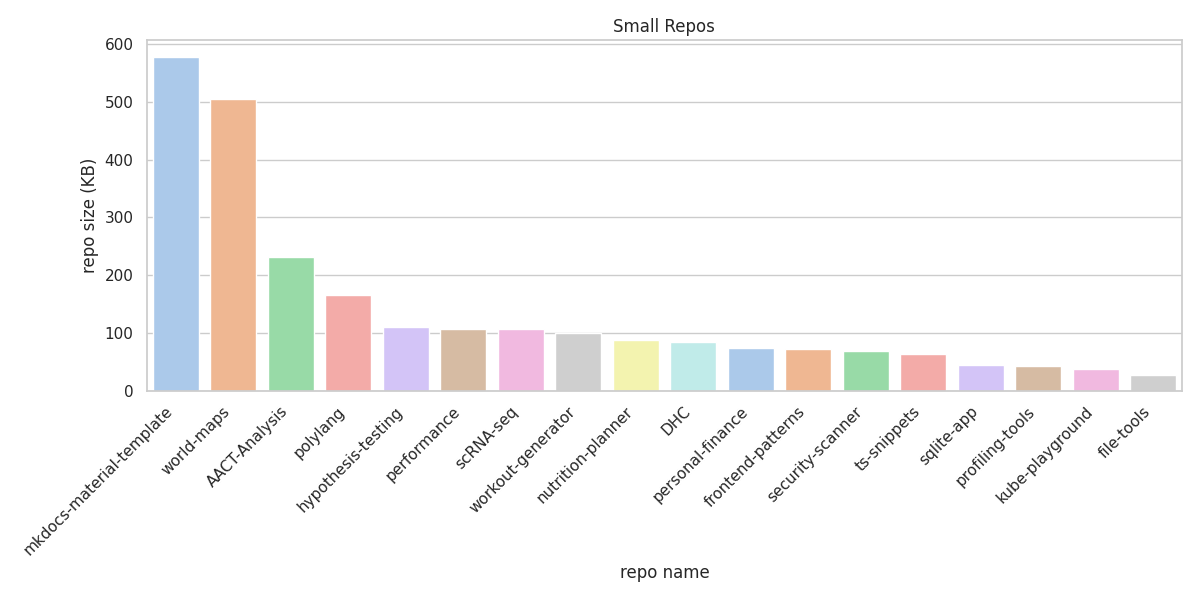 Small Repos
repo size (KB)
600
500
400
300
200
100
0
mkdocs-material-template
world-maps
AACT-Analysis
polylang
hypothesis-testing
performance
scRNA-seq
workout-generator
nutrition-planner
DHC
personal-finance
frontend-patterns
security-scanner
ts-snippets
sqlite-app
profiling-tools
kube-playground
file-tools
repo name